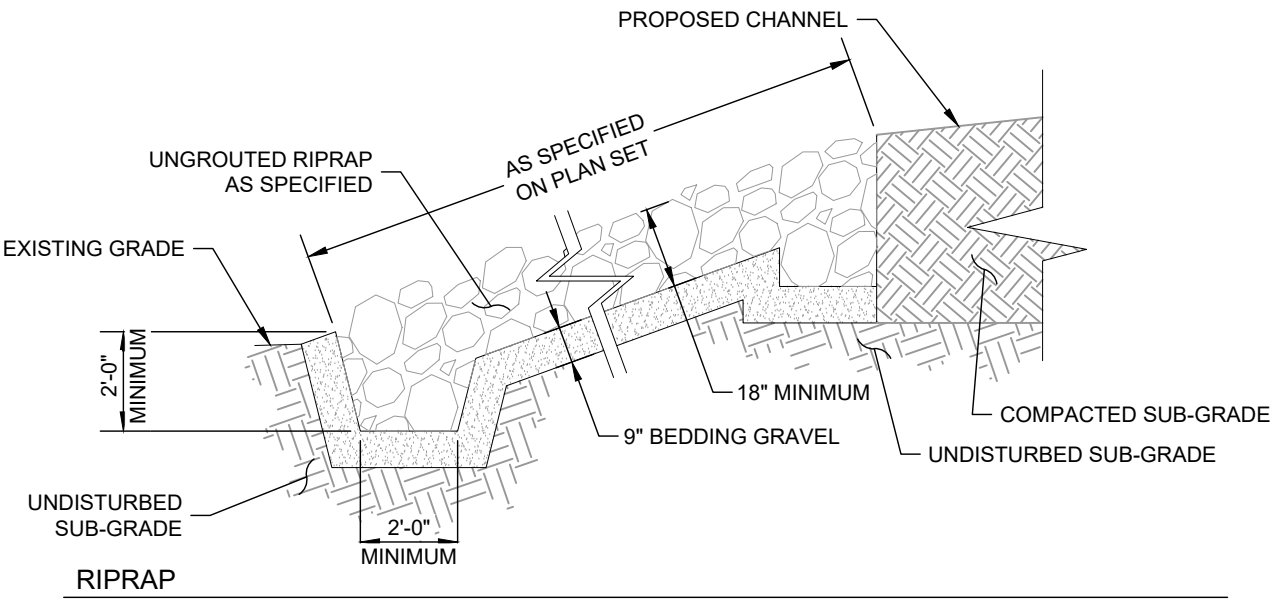 PROPOSED CHANNEL
AS SPECIFIED
ON PLAN SET
UNGROUTED RIPRAP
AS SPECIFIED
EXISTING GRADE
2'-0"
MINIMUM
18" MINIMUM
9" BEDDING GRAVEL
COMPACTED SUB-GRADE
UNDISTURBED SUB-GRADE
UNDISTURBED
SUB-GRADE
2'-0"
MINIMUM
RIPRAP